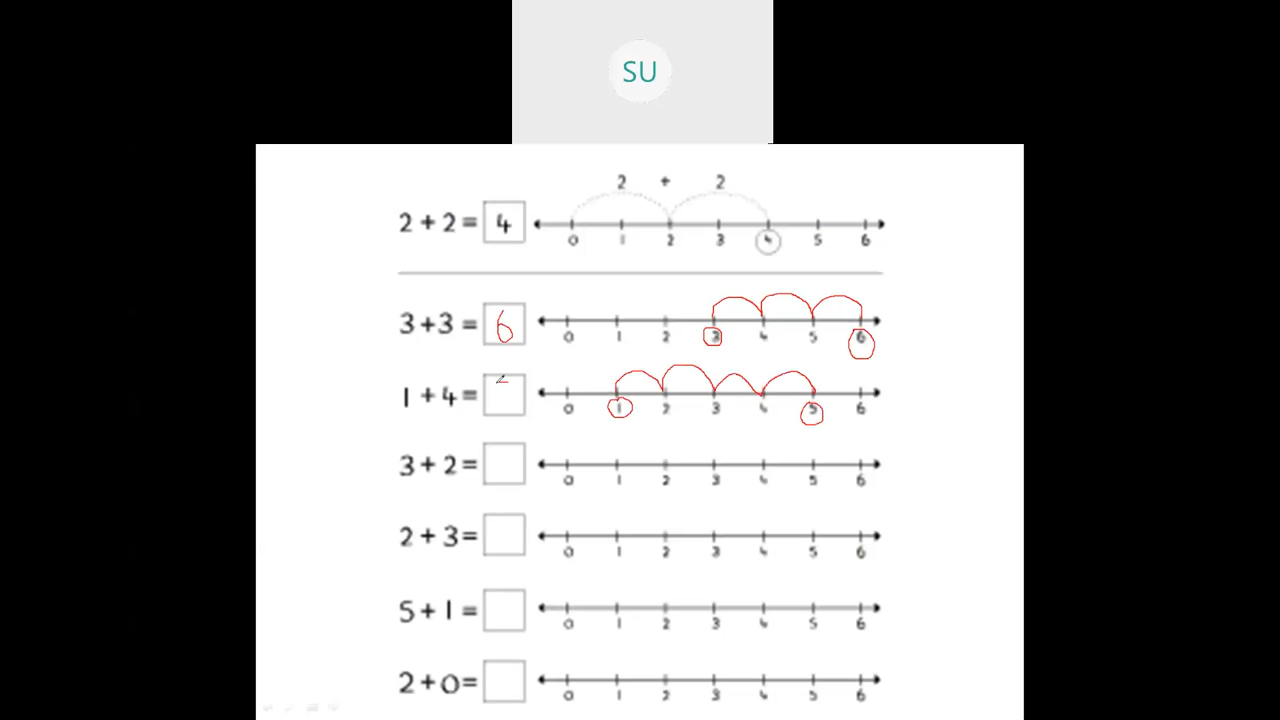 SU
2 + 2
2 + 2 = 4
0 1 2 3 4 5 6
3 + 3 = 6
0 1 2 3 4 5 6
1 + 4 =
0 1 2 3 4 5 6
3 + 2 =
0 1 2 3 4 5 6
2 + 3 =
0 1 2 3 4 5 6
5 + 1 =
0 1 2 3 4 5 6
2 + 0 =
0 1 2 3 4 5 6